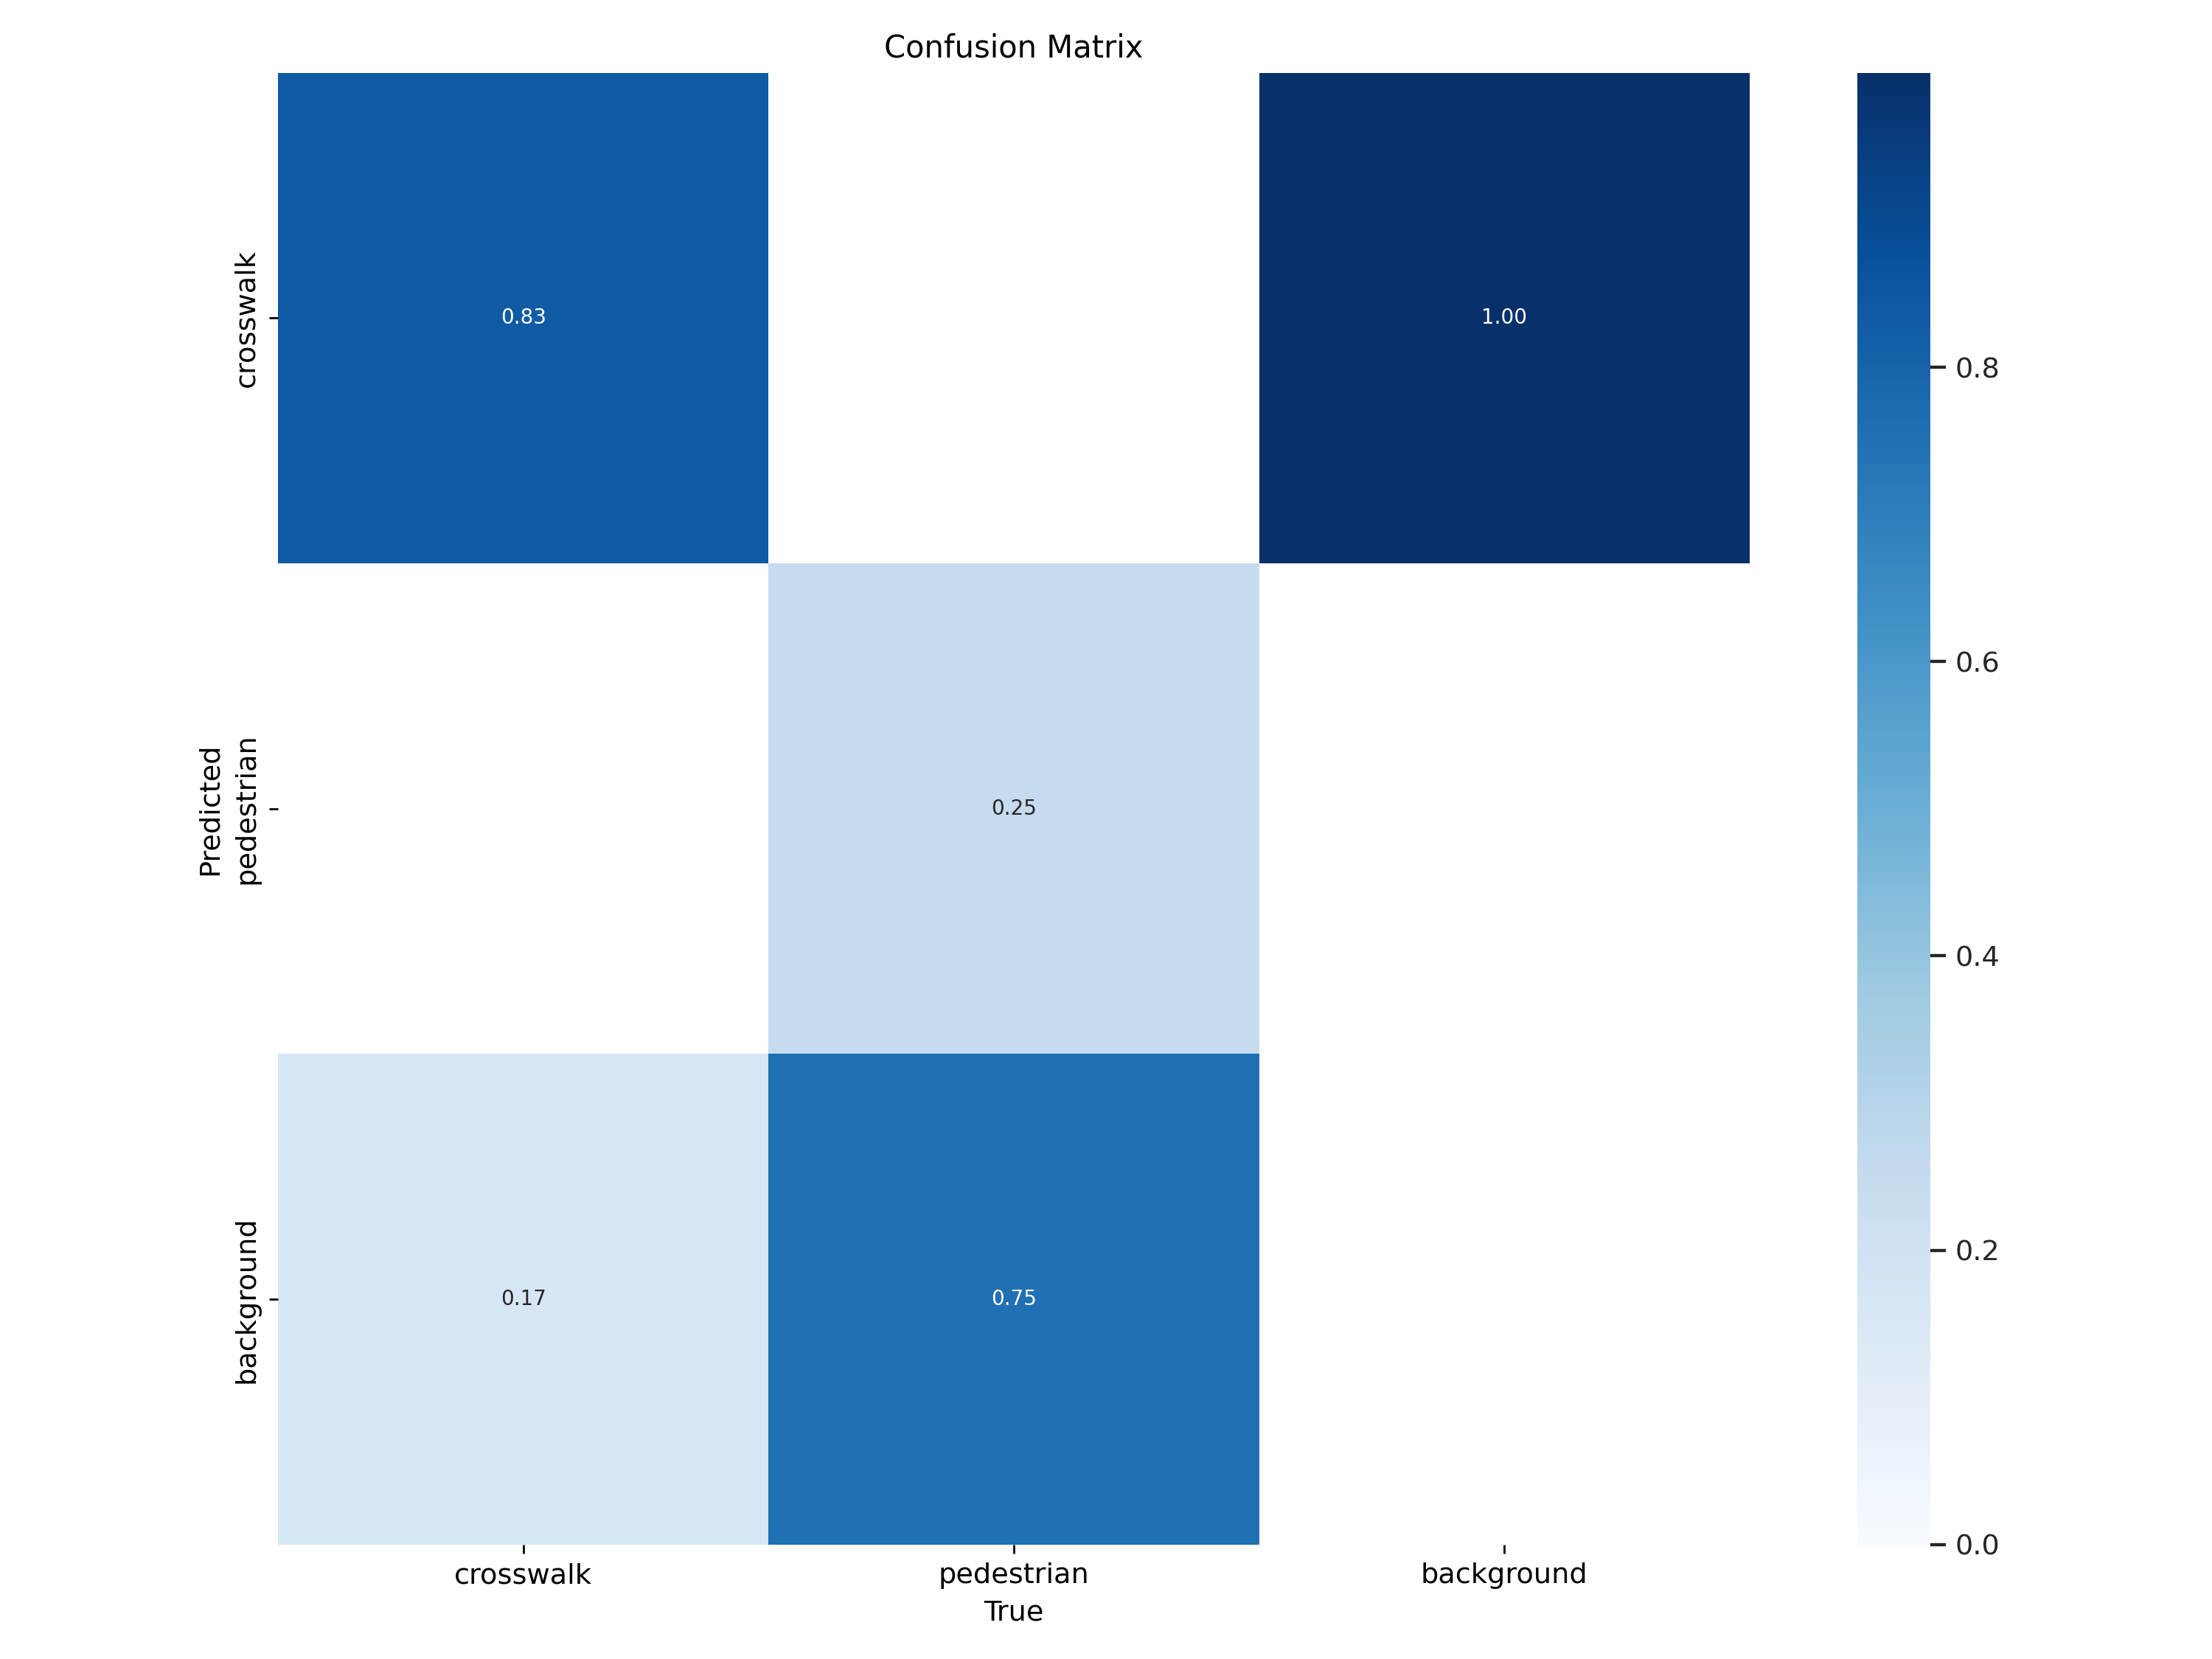 Confusion Matrix
crosswalk
0.83
1.00
0.8
0.6
Predicted
pedestrian
0.25
0.4
background
0.17
0.75
0.2
0.0
crosswalk
pedestrian
background
True